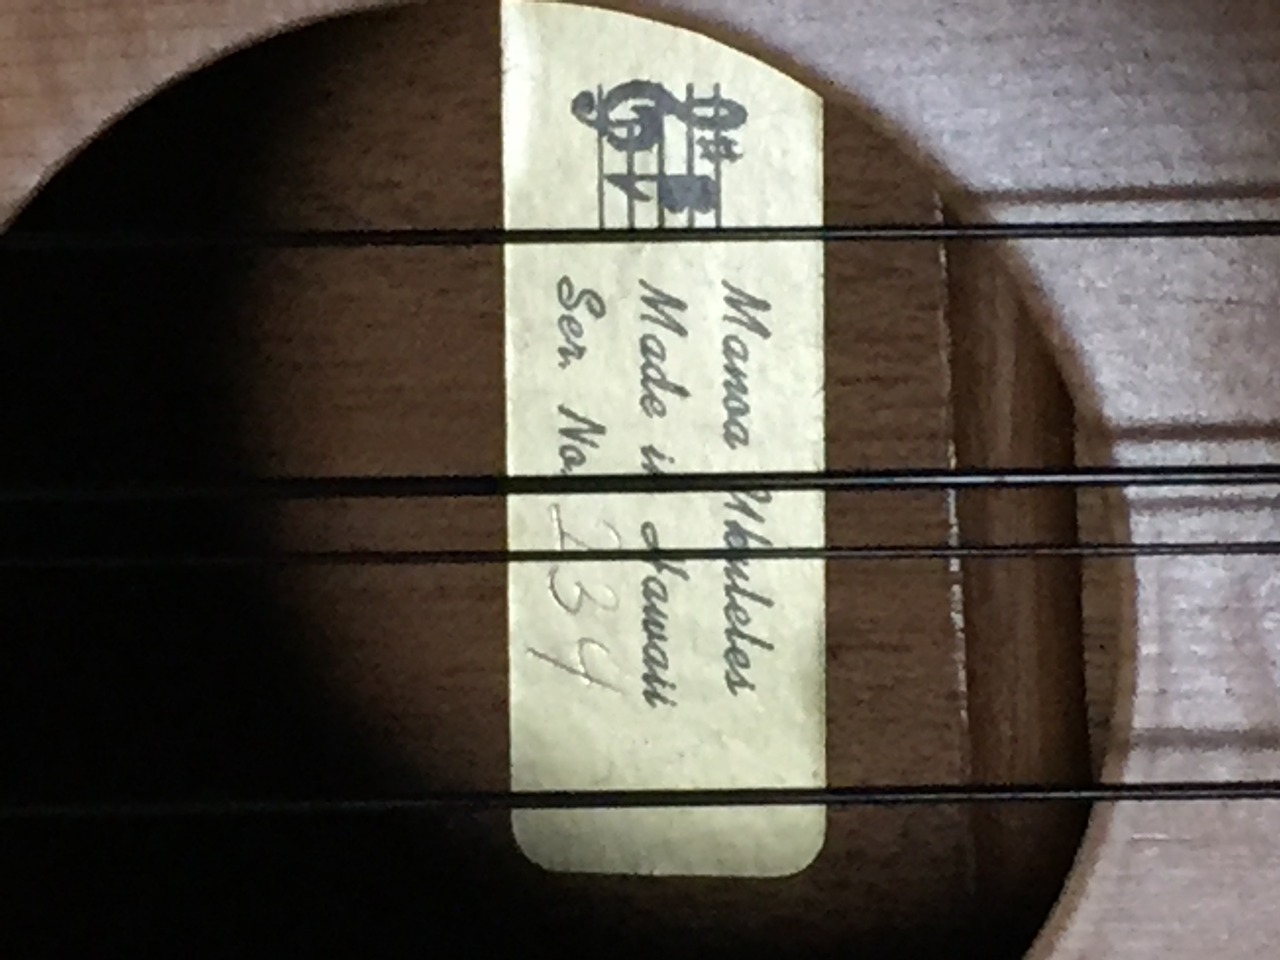 Manoa Ukuleles
Made in Hawaii
Ser. No. 234